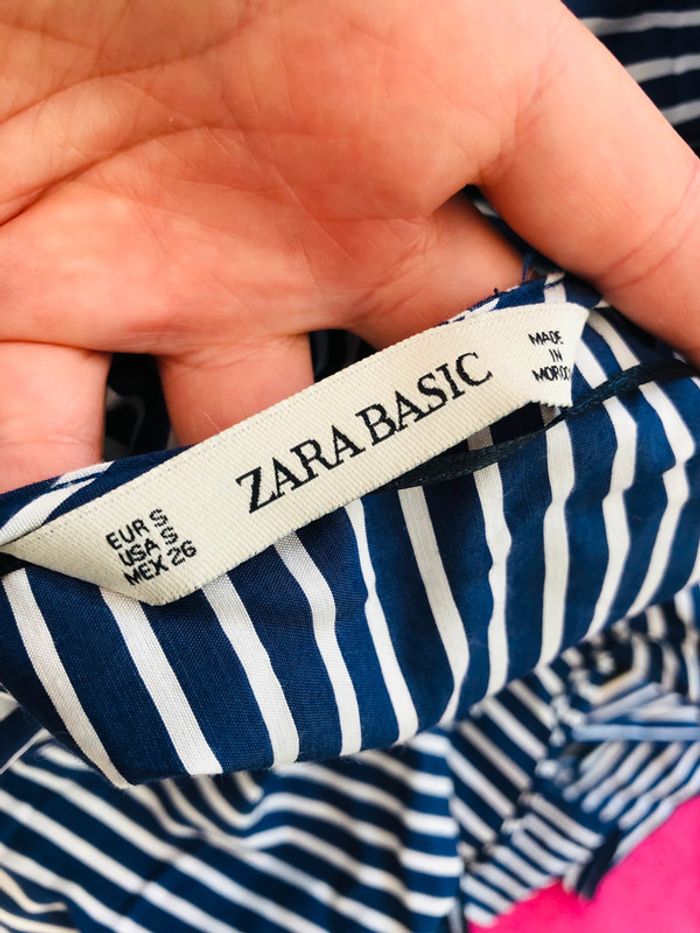 ZARA BASIC
MADE
IN
MOROCCO
EUR S
USA S
MEX 26